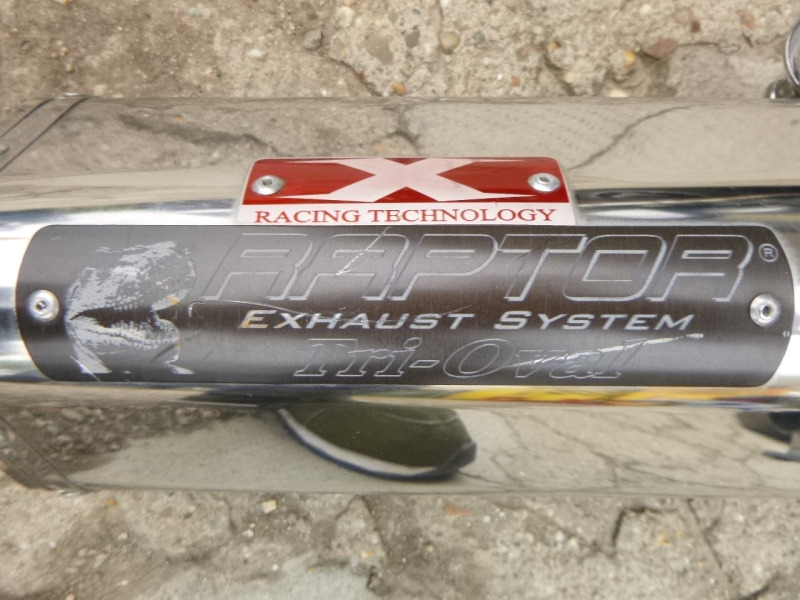 X
RACING TECHNOLOGY
RAPTOR®
EXHAUST SYSTEM
Tri-Oval